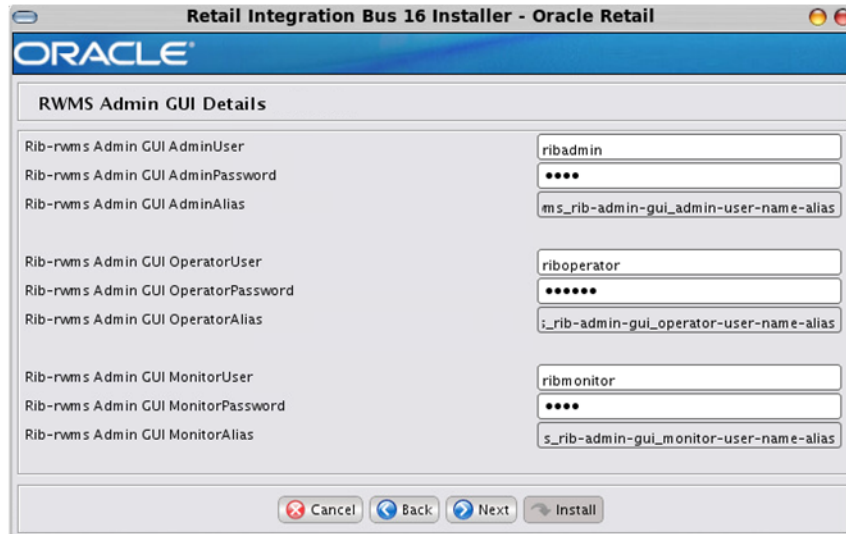 Retail Integration Bus 16 Installer - Oracle Retail
ORACLE®
RWMS Admin GUI Details
Rib-rwms Admin GUI AdminUser ribadmin
Rib-rwms Admin GUI AdminPassword ••••
Rib-rwms Admin GUI AdminAlias ms_rib-admin-gui_admin-user-name-alias
Rib-rwms Admin GUI OperatorUser riboperator
Rib-rwms Admin GUI OperatorPassword ••••••
Rib-rwms Admin GUI OperatorAlias _rib-admin-gui_operator-user-name-alias
Rib-rwms Admin GUI MonitorUser ribmonitor
Rib-rwms Admin GUI MonitorPassword ••••
Rib-rwms Admin GUI MonitorAlias s_rib-admin-gui_monitor-user-name-alias
Cancel Back Next Install